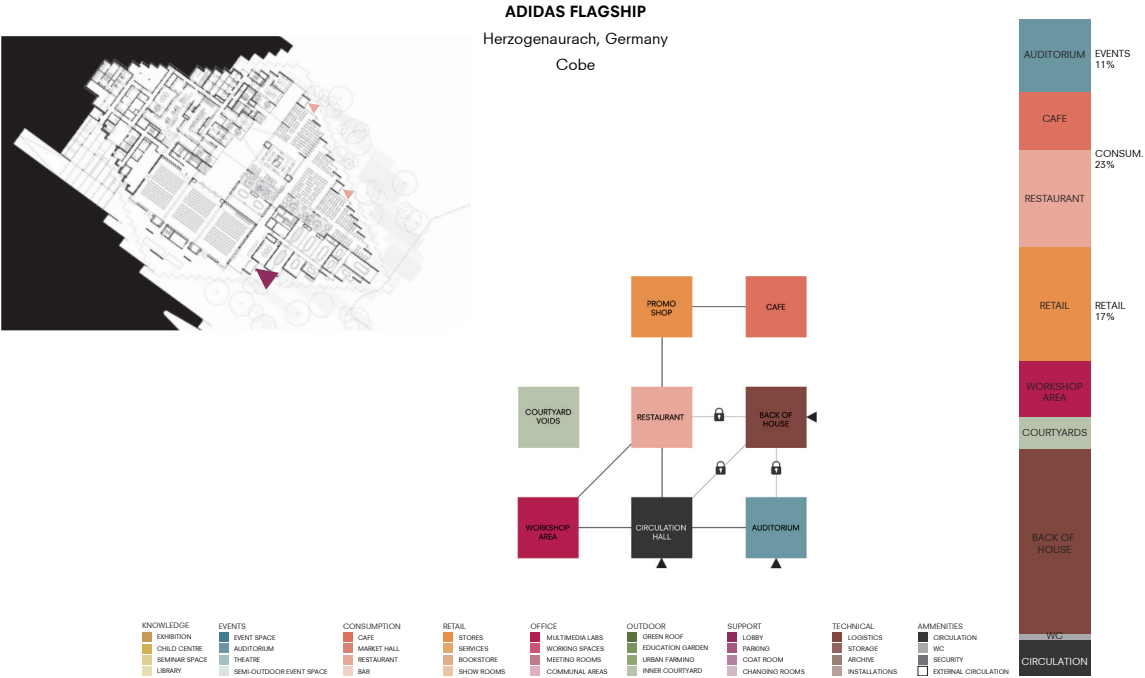 ADIDAS FLAGSHIP
Herzogenaurach, Germany
Cobe
AUDITORIUM
EVENTS
11%
CAFE
CONSUM.
23%
RESTAURANT
RETAIL
RETAIL
17%
WORKSHOP
AREA
COURTYARDS
BACK OF
HOUSE
WC
CIRCULATION
PROMO
SHOP
CAFE
COURTYARD
VOIDS
RESTAURANT
BACK OF
HOUSE
WORKSHOP
AREA
CIRCULATION
HALL
AUDITORIUM
KNOWLEDGE
EXHIBITION
CHILD CENTRE
SEMINAR SPACE
LIBRARY
EVENTS
EVENT SPACE
AUDITORIUM
THEATRE
SEMI-OUTDOOR EVENT SPACE
CONSUMPTION
CAFE
MARKET HALL
RESTAURANT
BAR
RETAIL
STORES
SERVICES
BOOKSTORE
SHOW ROOMS
OFFICE
MULTIMEDIA LABS
WORKING SPACES
MEETING ROOMS
COMMUNAL AREAS
OUTDOOR
GREEN ROOF
EDUCATION GARDEN
URBAN FARMING
INNER COURTYARD
SUPPORT
LOBBY
PARKING
COAT ROOM
CHANGING ROOMS
TECHNICAL
LOGISTICS
STORAGE
ARCHIVE
INSTALLATIONS
AMMENITIES
CIRCULATION
WC
SECURITY
EXTERNAL CIRCULATION